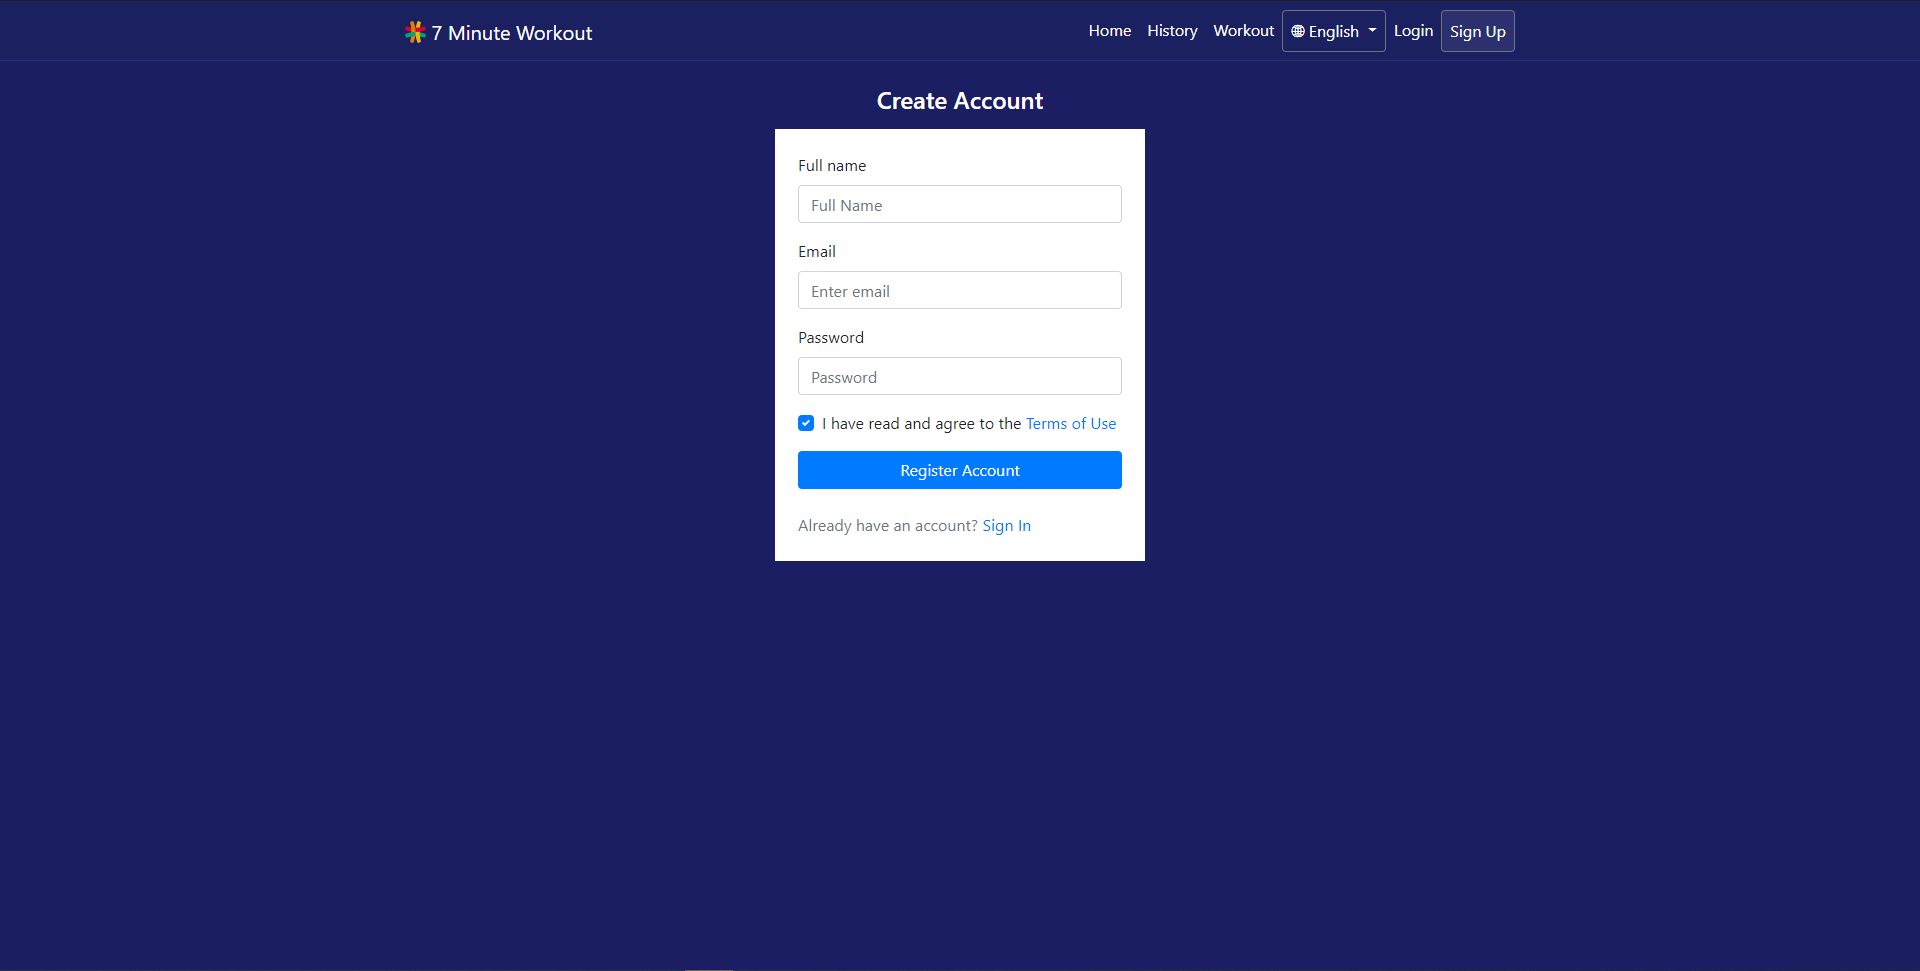 7 Minute Workout Home History Workout English Login Sign Up
Create Account
Full name
Full Name
Email
Enter email
Password
Password
I have read and agree to the Terms of Use
Register Account
Already have an account? Sign In